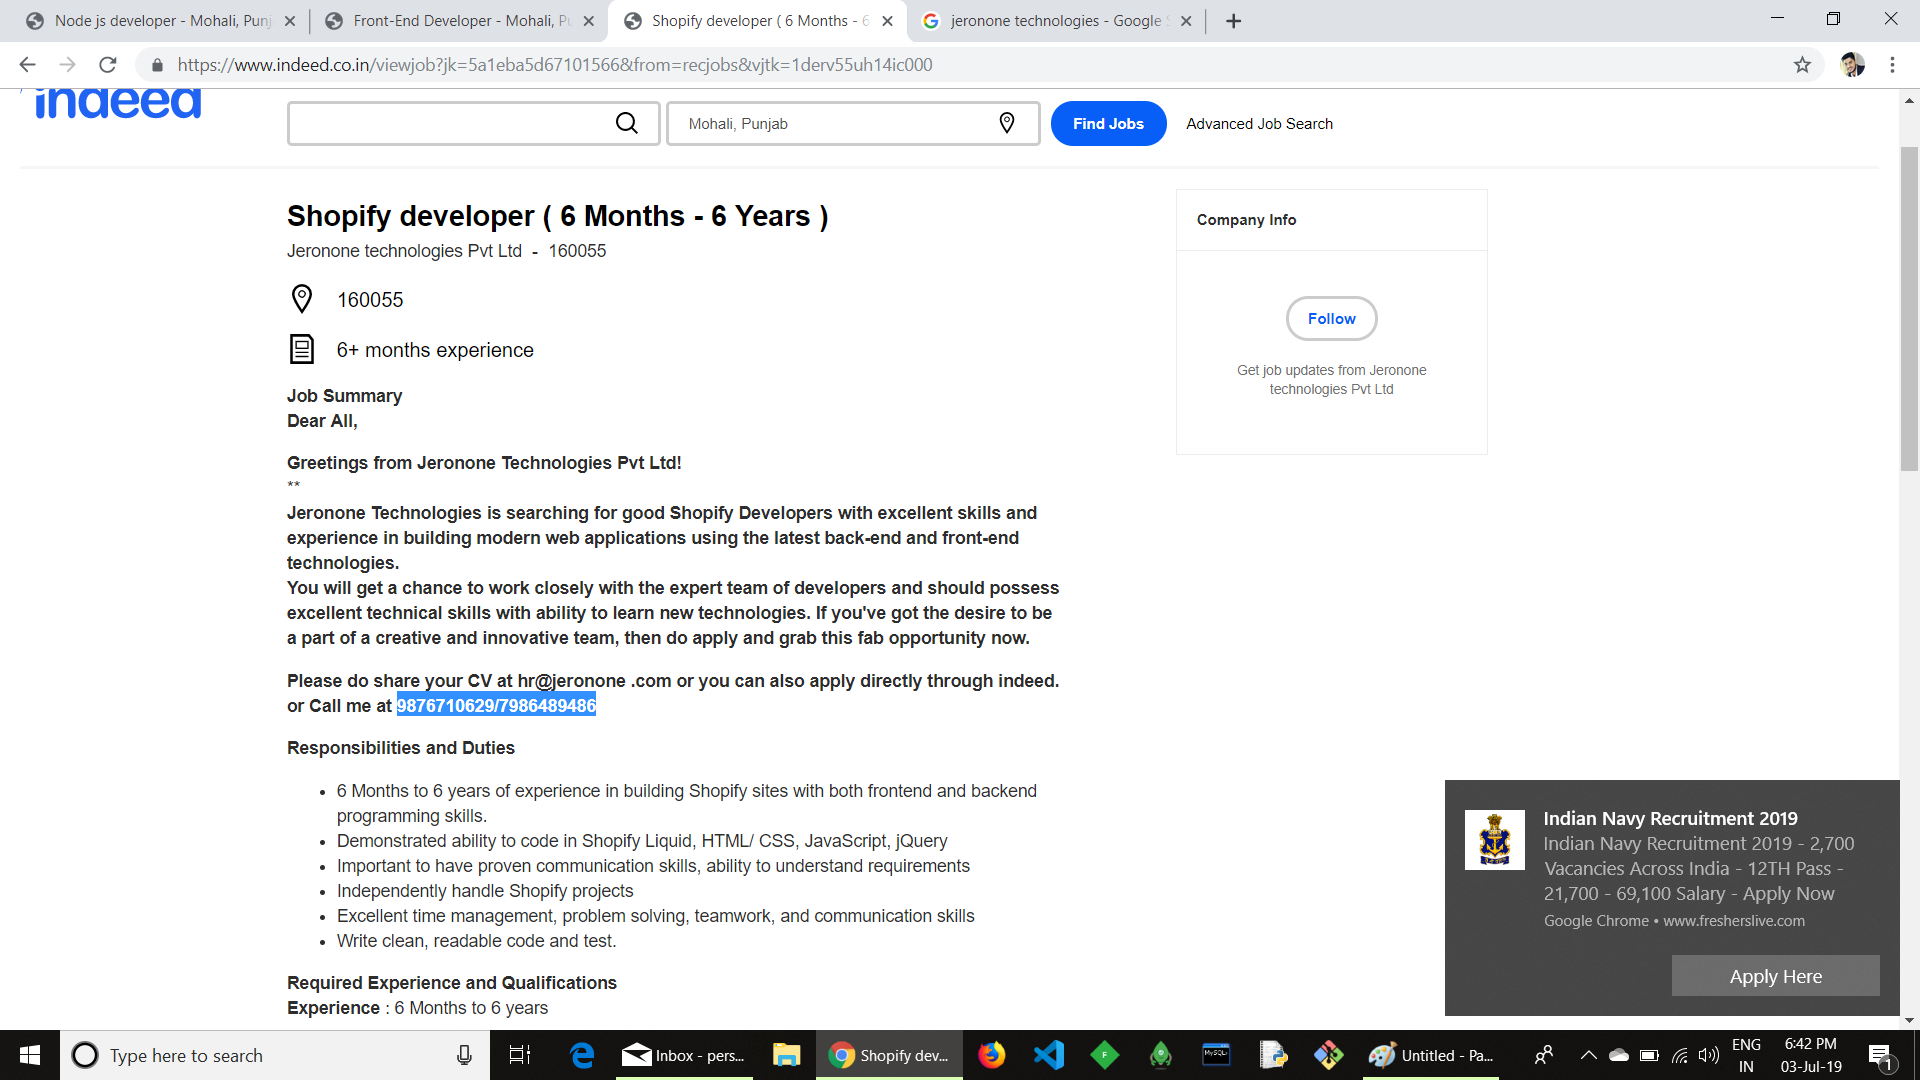 Node js developer - Mohali, Punj
Front-End Developer - Mohali, Pu
Shopify developer ( 6 Months - 6
jeronone technologies - Google S
https://www.indeed.co.in/viewjob?jk=5a1eba5d67101566&from=recjobs&vjtk=1derv55uh14ic000
indeed
Mohali, Punjab
Find Jobs
Advanced Job Search
Shopify developer ( 6 Months - 6 Years )
Jeronone technologies Pvt Ltd - 160055
160055
6+ months experience
Job Summary
Dear All,
Greetings from Jeronone Technologies Pvt Ltd!
**
Jeronone Technologies is searching for good Shopify Developers with excellent skills and
experience in building modern web applications using the latest back-end and front-end
technologies.
You will get a chance to work closely with the expert team of developers and should possess
excellent technical skills with ability to learn new technologies. If you've got the desire to be
a part of a creative and innovative team, then do apply and grab this fab opportunity now.
Please do share your CV at hr@jeronone .com or you can also apply directly through indeed.
or Call me at 9876710629/7986489486
Responsibilities and Duties
• 6 Months to 6 years of experience in building Shopify sites with both frontend and backend
programming skills.
• Demonstrated ability to code in Shopify Liquid, HTML/ CSS, JavaScript, jQuery
• Important to have proven communication skills, ability to understand requirements
• Independently handle Shopify projects
• Excellent time management, problem solving, teamwork, and communication skills
• Write clean, readable code and test.
Required Experience and Qualifications
Experience : 6 Months to 6 years
Company Info
Follow
Get job updates from Jeronone
technologies Pvt Ltd
Indian Navy Recruitment 2019
Indian Navy Recruitment 2019 - 2,700
Vacancies Across India - 12TH Pass -
21,700 - 69,100 Salary - Apply Now
Google Chrome • www.fresherslive.com
Apply Here
Type here to search
Inbox - pers...
Shopify dev...
MySQL
Untitled - Pa...
ENG
IN
6:42 PM
03-Jul-19
1